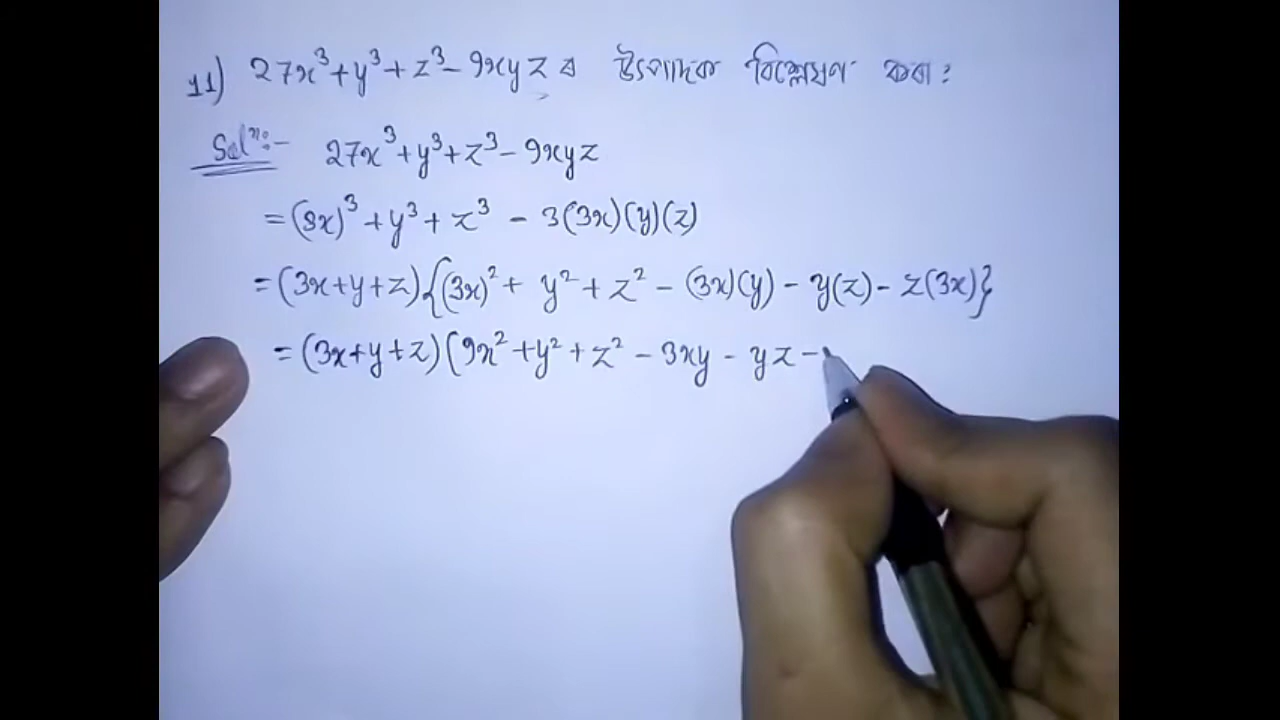 11) 27x³+y³+z³-9xyz ৰ উৎপাদক বিশ্লেষণ কৰা :
Solⁿ:- 27x³+y³+z³-9xyz
=(3x)³+y³+z³ - 3(3x)(y)(z)
=(3x+y+z){(3x)²+ y²+z² - (3x)(y) - y(z) - z(3x)}
=(3x+y+z)(9x²+y²+z² - 3xy - yz -